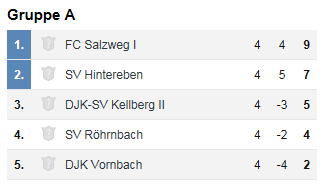 Gruppe A
1. FC Salzweg I 4 4 9
2. SV Hintereben 4 5 7
3. DJK-SV Kellberg II 4 -3 5
4. SV Röhrnbach 4 -2 4
5. DJK Vornbach 4 -4 2